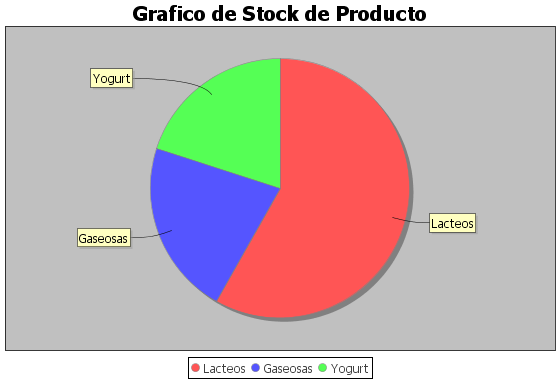 Grafico de Stock de Producto
Yogurt
Lacteos
Gaseosas
Lacteos Gaseosas Yogurt